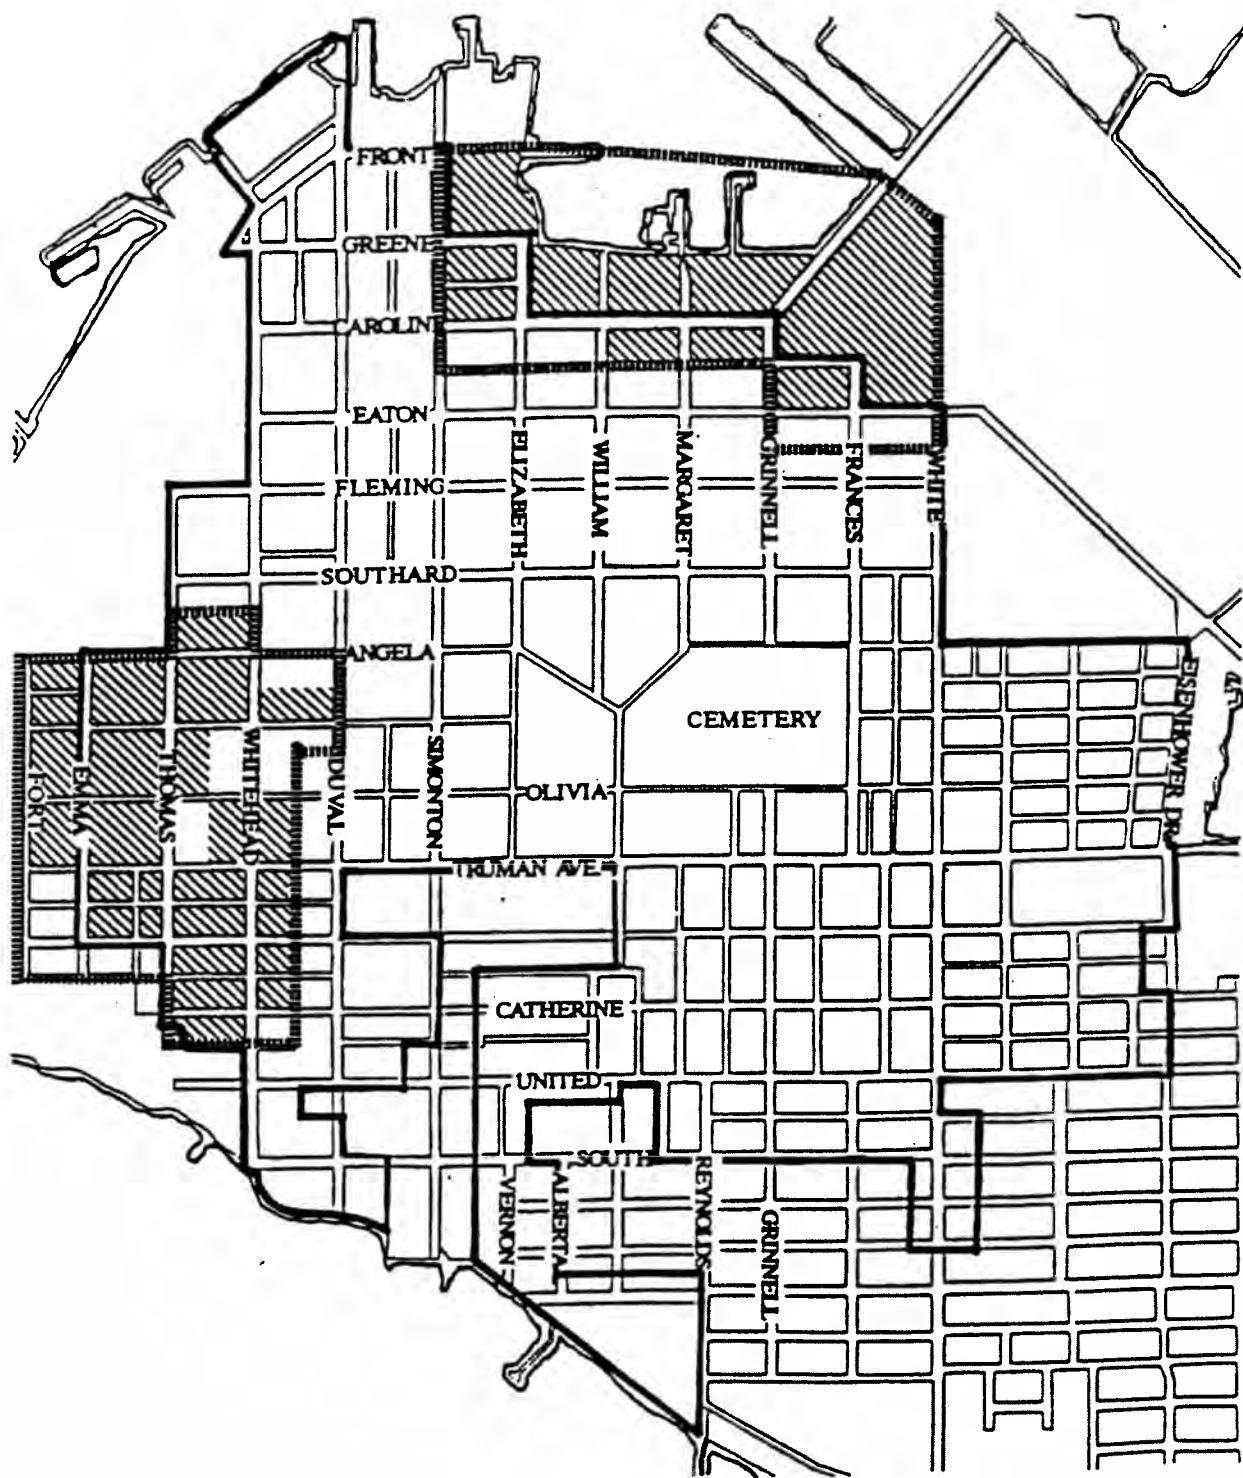 FRONT
GREENE
CAROLINE
EATON
FLEMING
ELIZABETH
WILLIAM
MARGARET
GRINNELL
FRANCES
WHITE
SOUTHARD
ANGELA
CEMETERY
EISENHOWER DR.
FORT
EMMA
THOMAS
WHITEHEAD
DUVAL
SIMONTON
OLIVIA
TRUMAN AVE.
CATHERINE
UNITED
SOUTH
VERNON
ALBERTA
REYNOLDS
GRINNELL